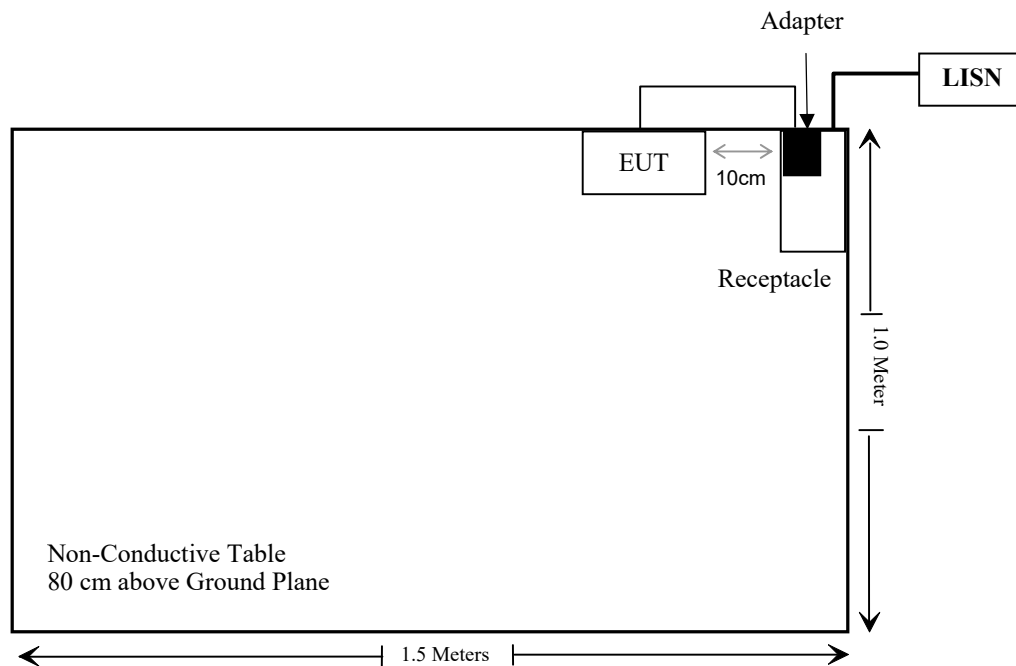 Adapter
LISN
EUT
10cm
Receptacle
1.0 Meter
Non-Conductive Table
80 cm above Ground Plane
1.5 Meters